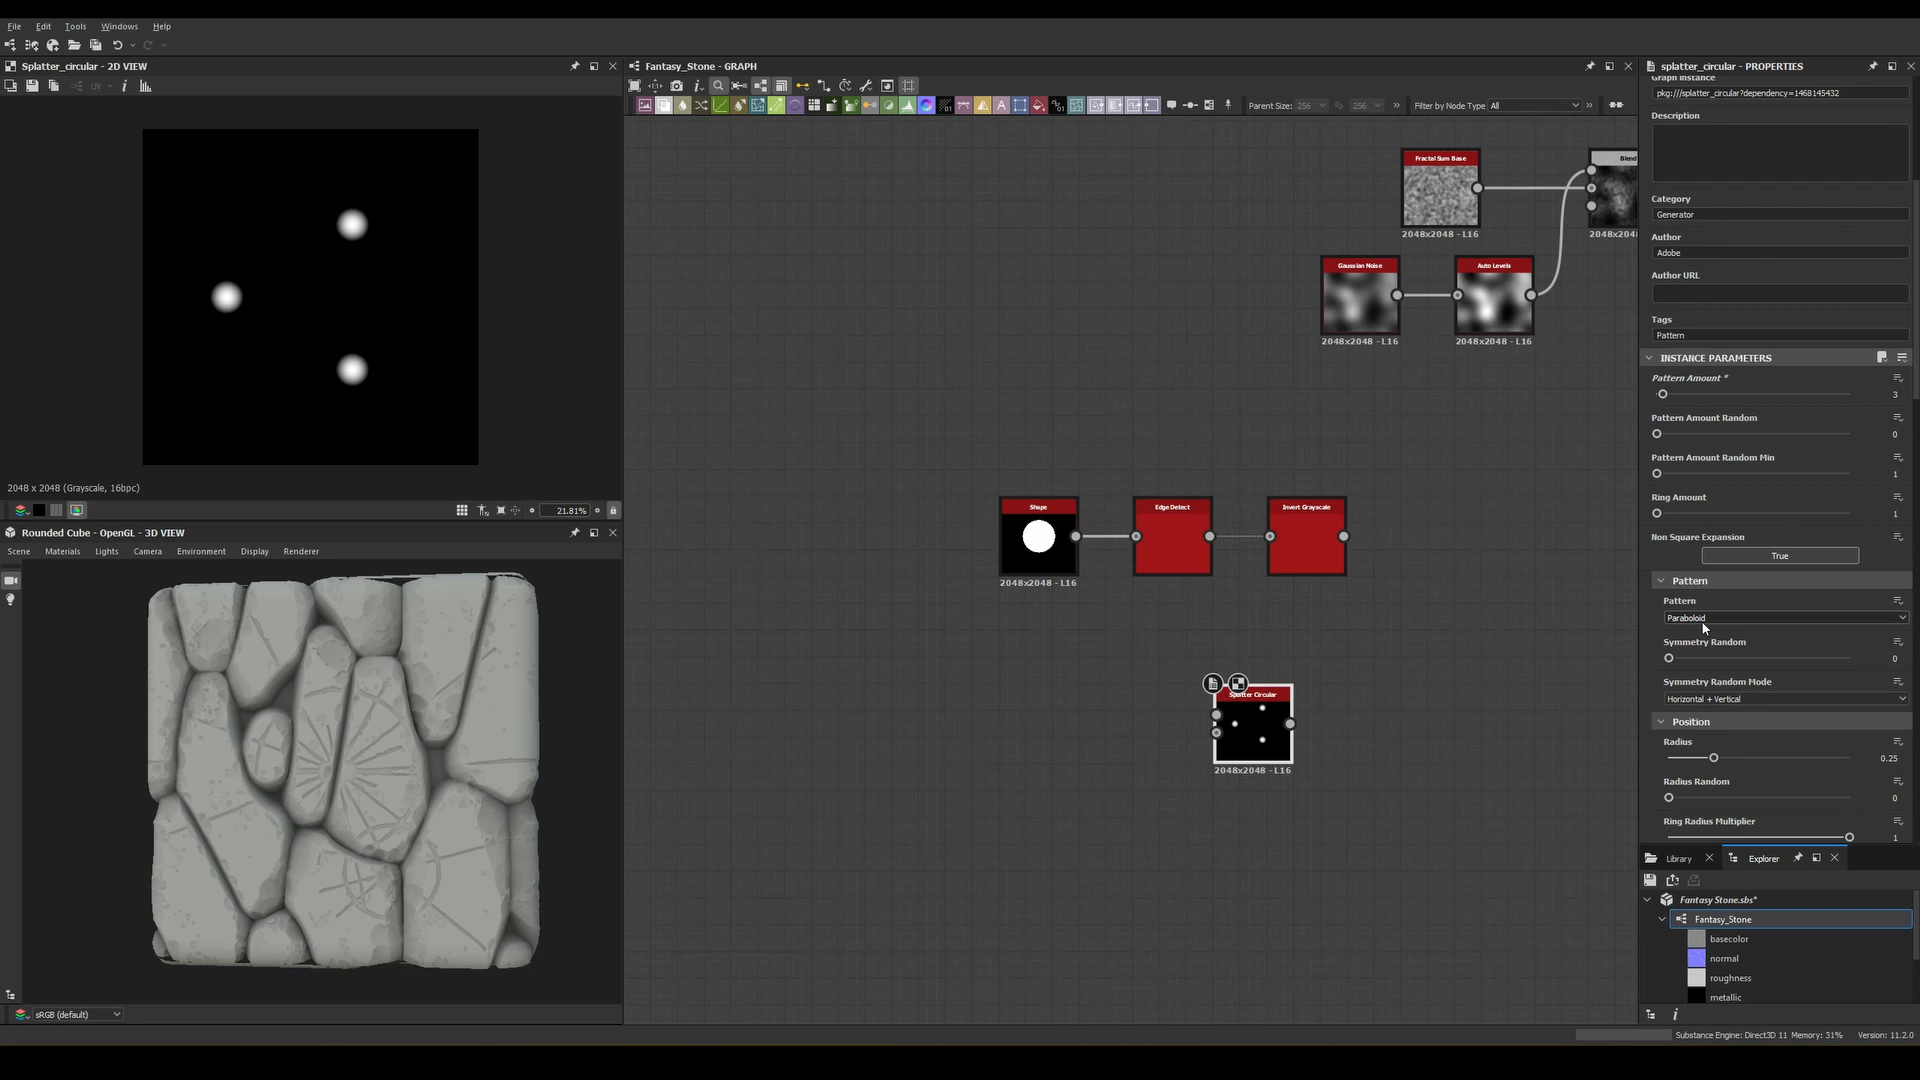 File Edit Tools Windows Help
Splatter_circular - 2D VIEW
UV
2048 x 2048 (Grayscale, 16bpc)
21.81%
Rounded Cube - OpenGL - 3D VIEW
Scene Materials Lights Camera Environment Display Renderer
sRGB (default)
Fantasy_Stone - GRAPH
Parent Size: 256 256 Filter by Node Type All
Fractal Sum Base
2048x2048 - L16
Blend
Gaussian Noise
2048x2048 - L16
Auto Levels
2048x2048 - L16
Shape
2048x2048 - L16
Edge Detect
Invert Grayscale
Splatter Circular
2048x2048 - L16
splatter_circular - PROPERTIES
Graph Instance
pkg:///splatter_circular?dependency=1468145432
Description
Category
Generator
Author
Adobe
Author URL
Tags
Pattern
INSTANCE PARAMETERS
Pattern Amount *
3
Pattern Amount Random
0
Pattern Amount Random Min
1
Ring Amount
1
Non Square Expansion
True
Pattern
Pattern
Paraboloid
Symmetry Random
0
Symmetry Random Mode
Horizontal + Vertical
Position
Radius
0.25
Radius Random
0
Ring Radius Multiplier
1
Library Explorer
Fantasy Stone.sbs*
Fantasy_Stone
basecolor
normal
roughness
metallic
Substance Engine: Direct3D 11 Memory: 31% Version: 11.2.0